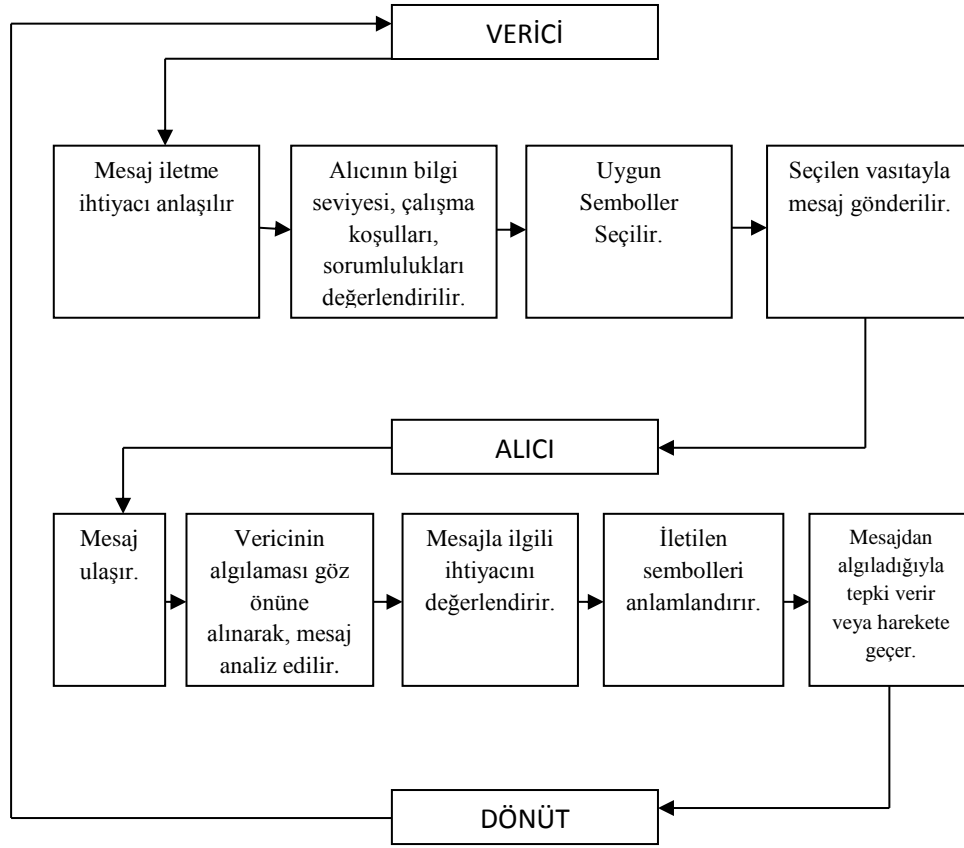 VERİCİ
Mesaj iletme
ihtiyacı anlaşılır
Alıcının bilgi
seviyesi, çalışma
koşulları,
sorumlulukları
değerlendirilir.
Uygun
Semboller
Seçilir.
Seçilen vasıtayla
mesaj gönderilir.
ALICI
Mesaj
ulaşır.
Vericinin
algılaması göz
önüne
alınarak, mesaj
analiz edilir.
Mesajla ilgili
ihtiyacını
değerlendirir.
İletilen
sembolleri
anlamlandırır.
Mesajdan
algıladığıyla
tepki verir
veya harekete
geçer.
DÖNÜT